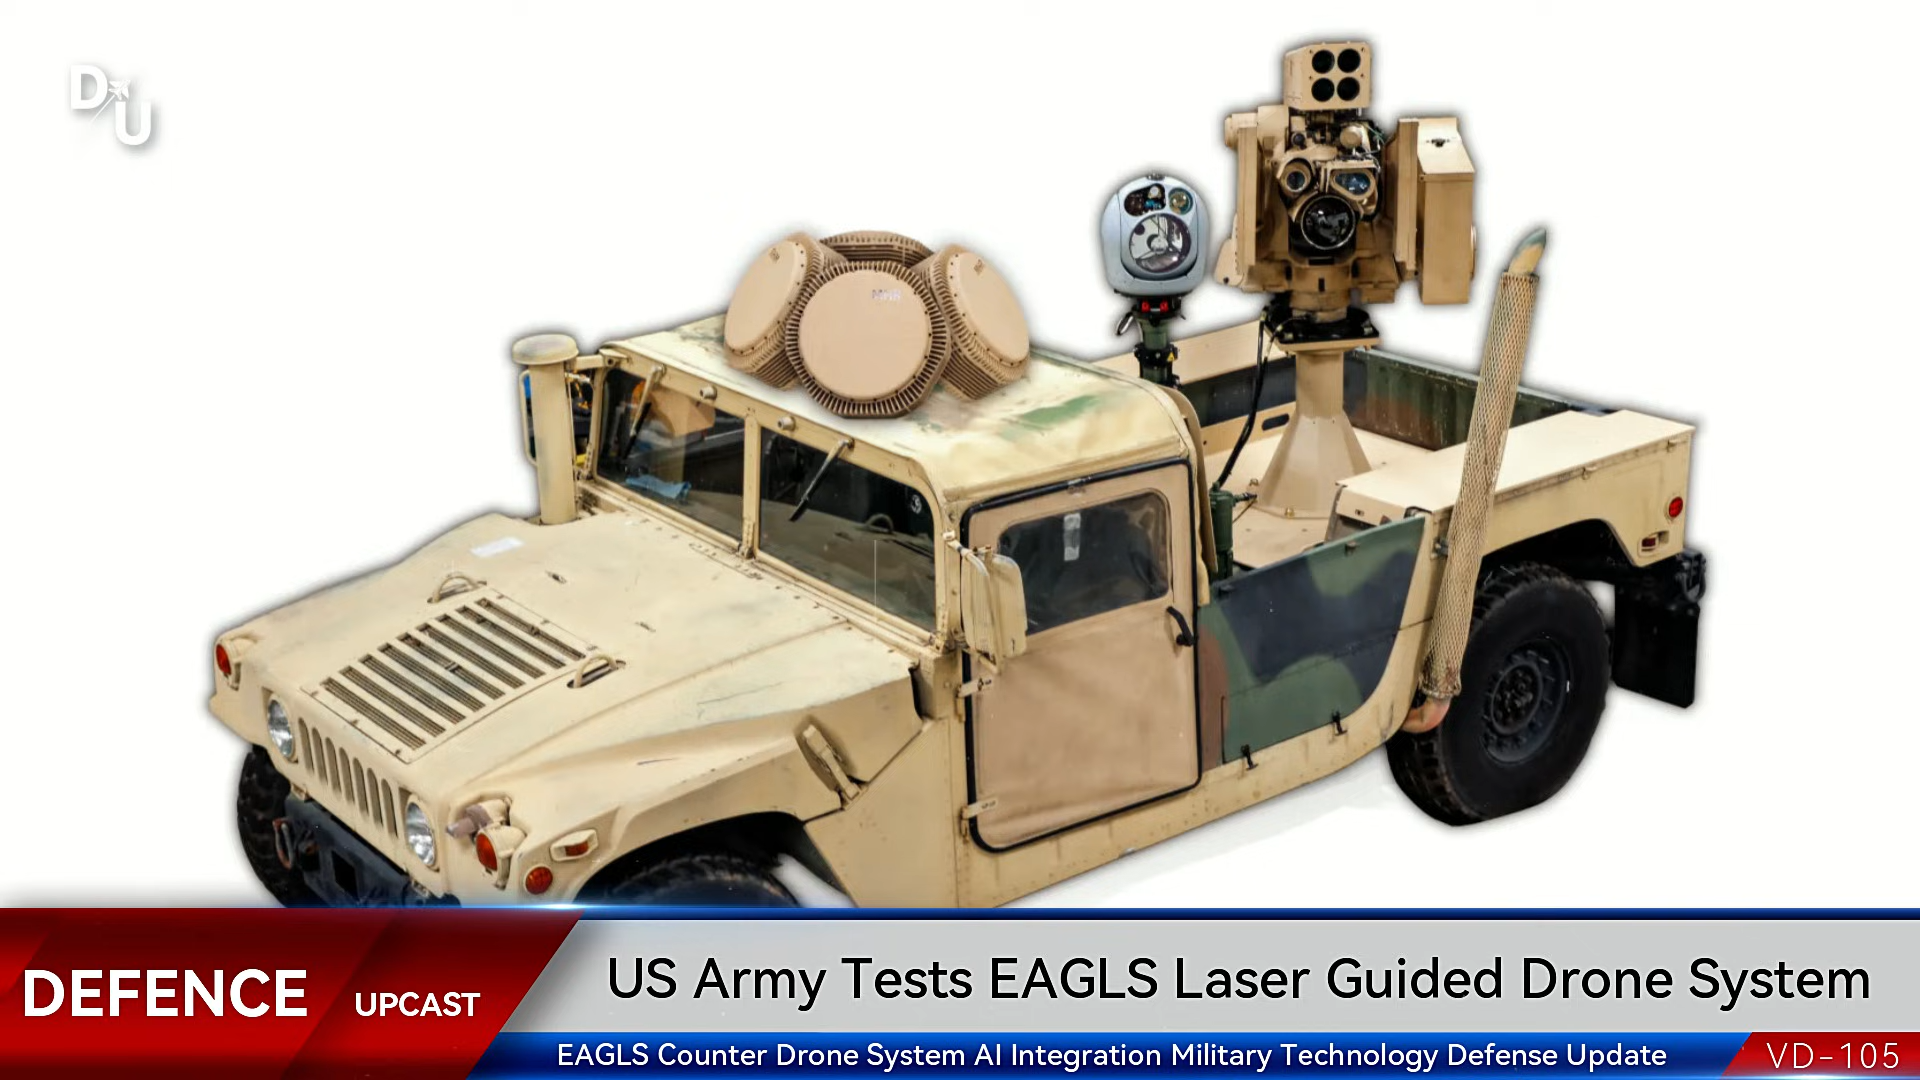 D U
MHR
DEFENCE UPCAST
US Army Tests EAGLS Laser Guided Drone System
EAGLS Counter Drone System AI Integration Military Technology Defense Update
VD-105